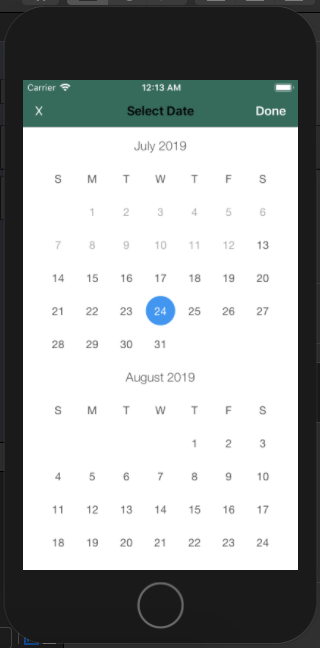 Carrier 12:13 AM
X Select Date Done
July 2019
S M T W T F S
1 2 3 4 5 6
7 8 9 10 11 12 13
14 15 16 17 18 19 20
21 22 23 24 25 26 27
28 29 30 31
August 2019
S M T W T F S
1 2 3
4 5 6 7 8 9 10
11 12 13 14 15 16 17
18 19 20 21 22 23 24